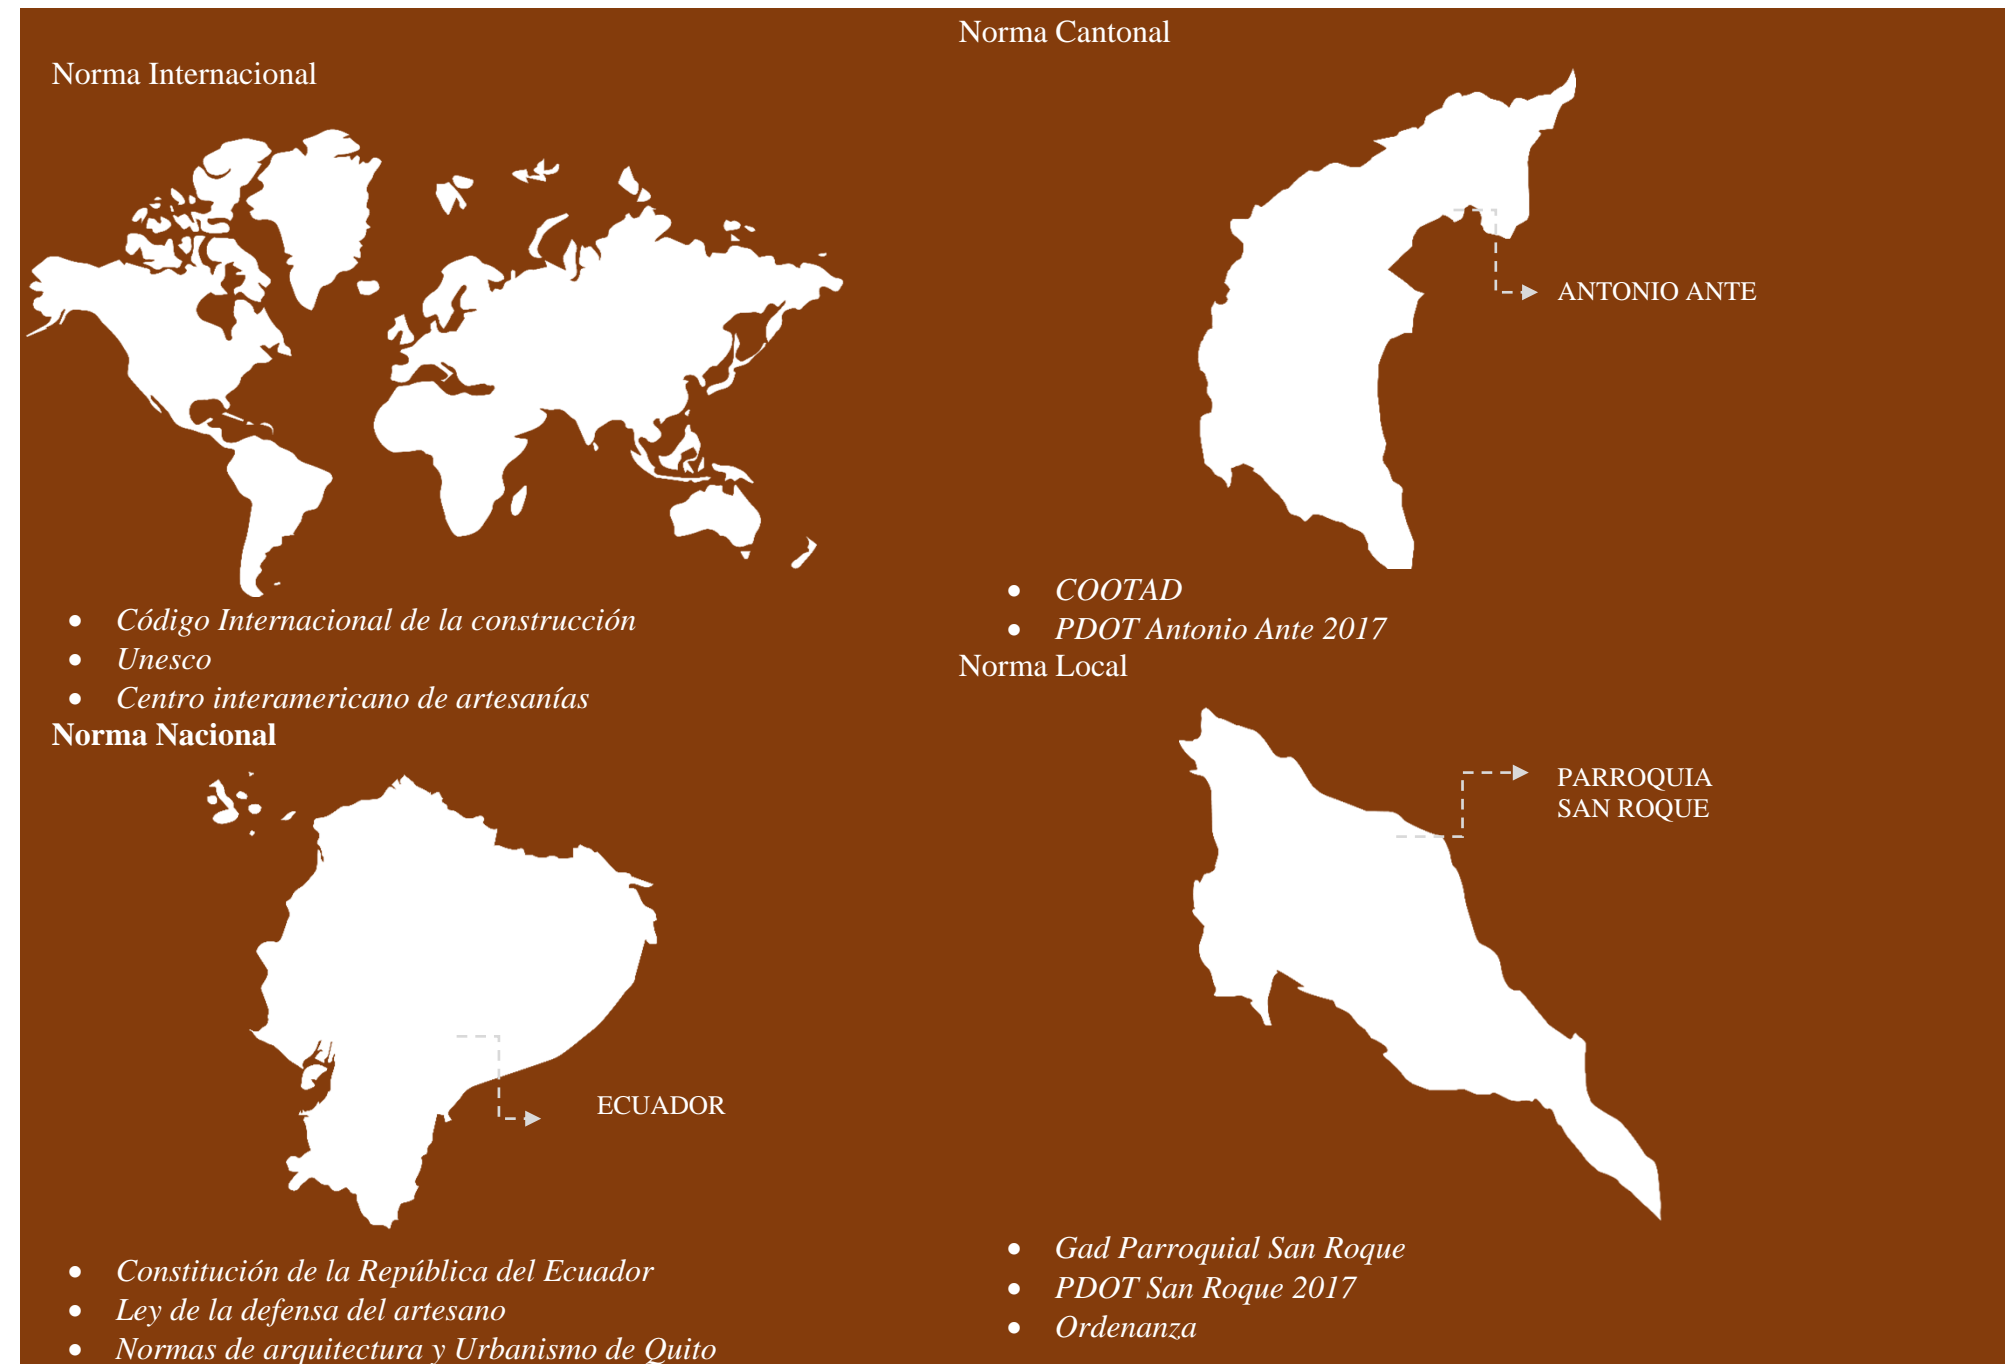 Norma Internacional
• Código Internacional de la construcción
• Unesco
• Centro interamericano de artesanías
Norma Nacional
ECUADOR
• Constitución de la República del Ecuador
• Ley de la defensa del artesano
• Normas de arquitectura y Urbanismo de Quito
Norma Cantonal
ANTONIO ANTE
• COOTAD
• PDOT Antonio Ante 2017
Norma Local
PARROQUIA
SAN ROQUE
• Gad Parroquial San Roque
• PDOT San Roque 2017
• Ordenanza